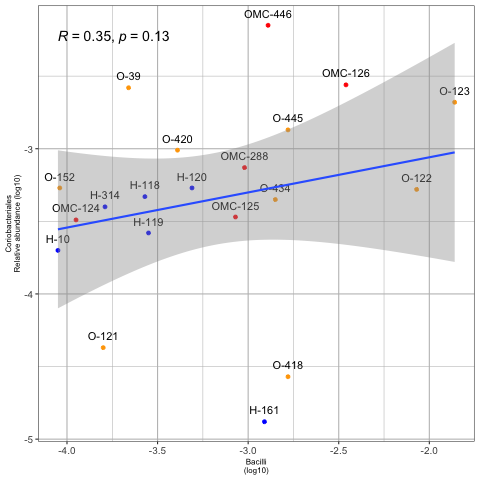 OMC-446
R = 0.35, p = 0.13
OMC-126
O-39
O-123
O-445
O-420
-3
OMC-288
O-152
H-120
O-122
H-118
O-434
H-314
OMC-124
OMC-125
H-119
H-10
Coriobacteriales
Relative abundance (log10)
-4
O-121
O-418
H-161
-5
-4.0 -3.5 -3.0 -2.5 -2.0
Bacilli
(log10)